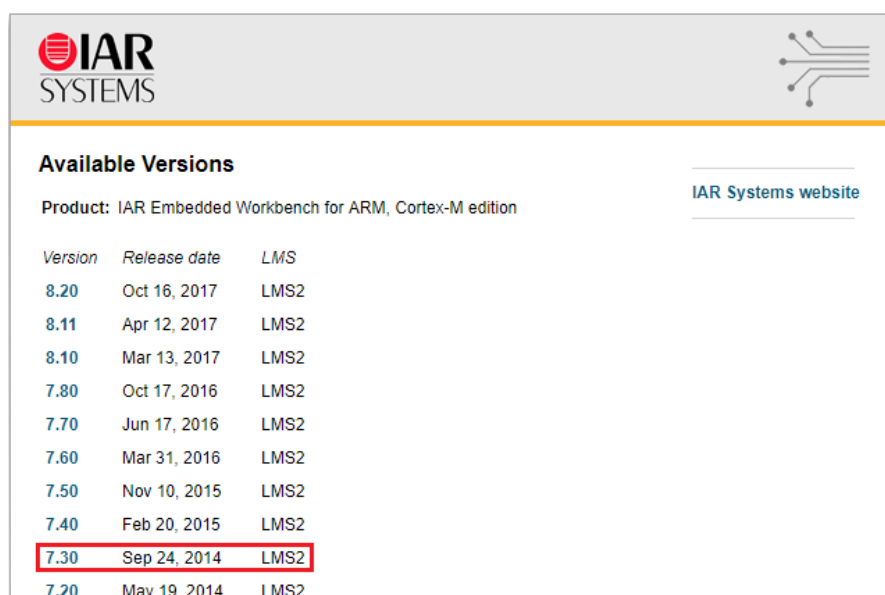 IAR
SYSTEMS
Available Versions
IAR Systems website
Product: IAR Embedded Workbench for ARM, Cortex-M edition
Version Release date LMS
8.20 Oct 16, 2017 LMS2
8.11 Apr 12, 2017 LMS2
8.10 Mar 13, 2017 LMS2
7.80 Oct 17, 2016 LMS2
7.70 Jun 17, 2016 LMS2
7.60 Mar 31, 2016 LMS2
7.50 Nov 10, 2015 LMS2
7.40 Feb 20, 2015 LMS2
7.30 Sep 24, 2014 LMS2
7.20 May 19, 2014 LMS2